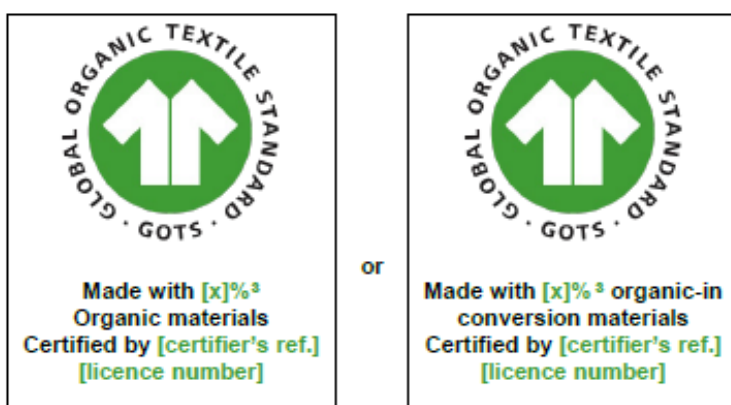 GLOBAL ORGANIC TEXTILE STANDARD · GOTS ·
Made with [x]%³
Organic materials
Certified by [certifier's ref.]
[licence number]
or
GLOBAL ORGANIC TEXTILE STANDARD · GOTS ·
Made with [x]% ³ organic-in
conversion materials
Certified by [certifier's ref.]
[licence number]